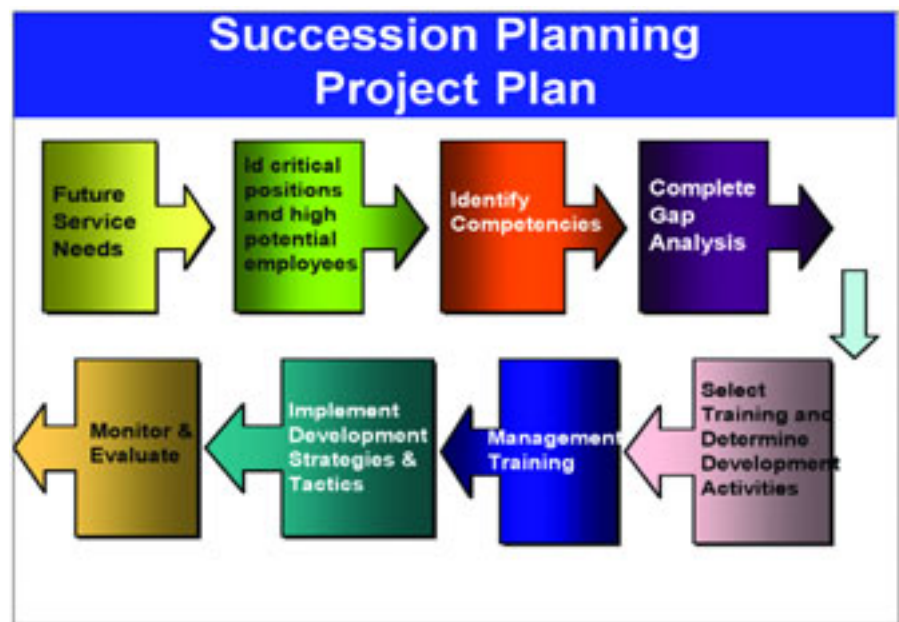 Succession Planning
Project Plan
Future
Service
Needs
Id critical
positions
and high
potential
employees
Identify
Competencies
Complete
Gap
Analysis
Select
Training and
Determine
Development
Activities
Management
Training
Implement
Development
Strategies &
Tactics
Monitor &
Evaluate